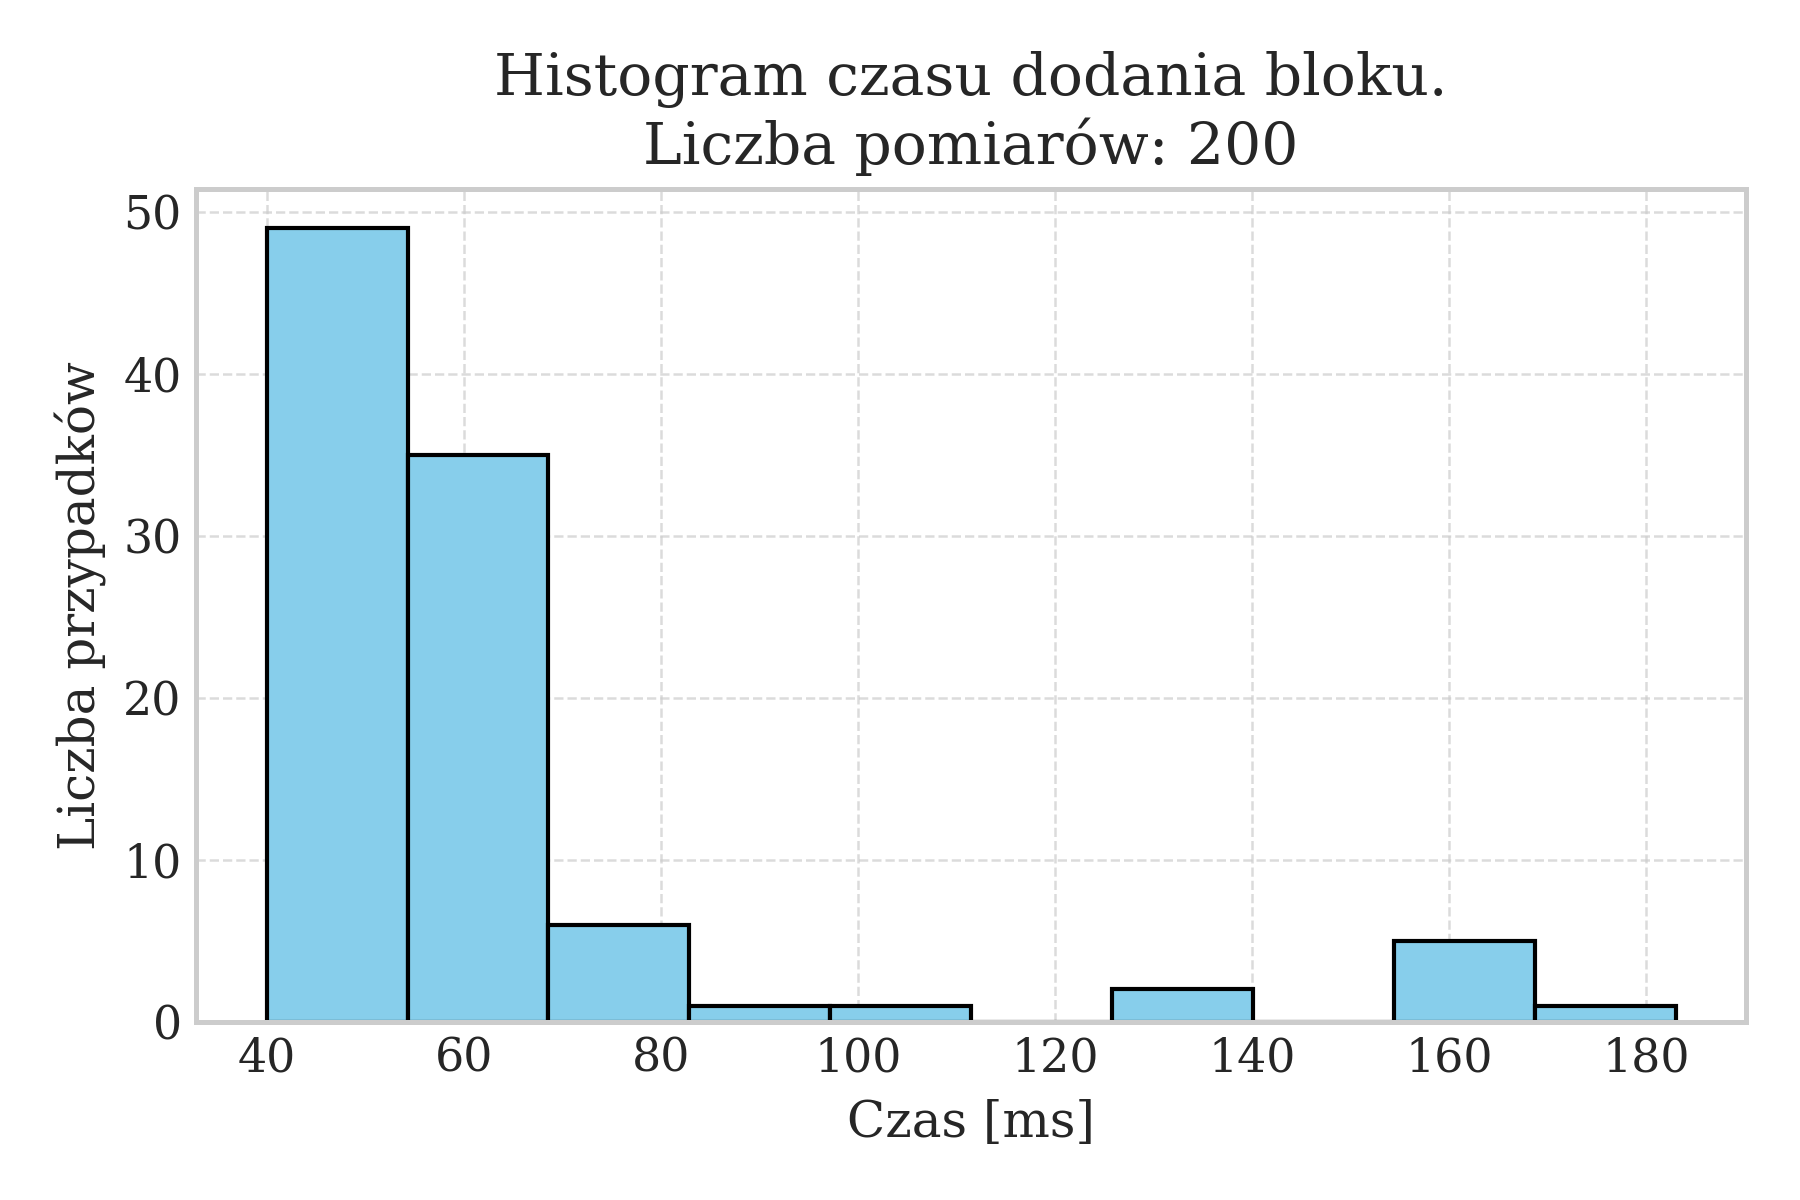 Histogram czasu dodania bloku.
Liczba pomiarów: 200
Liczba przypadków
50
40
30
20
10
0
40 60 80 100 120 140 160 180
Czas [ms]